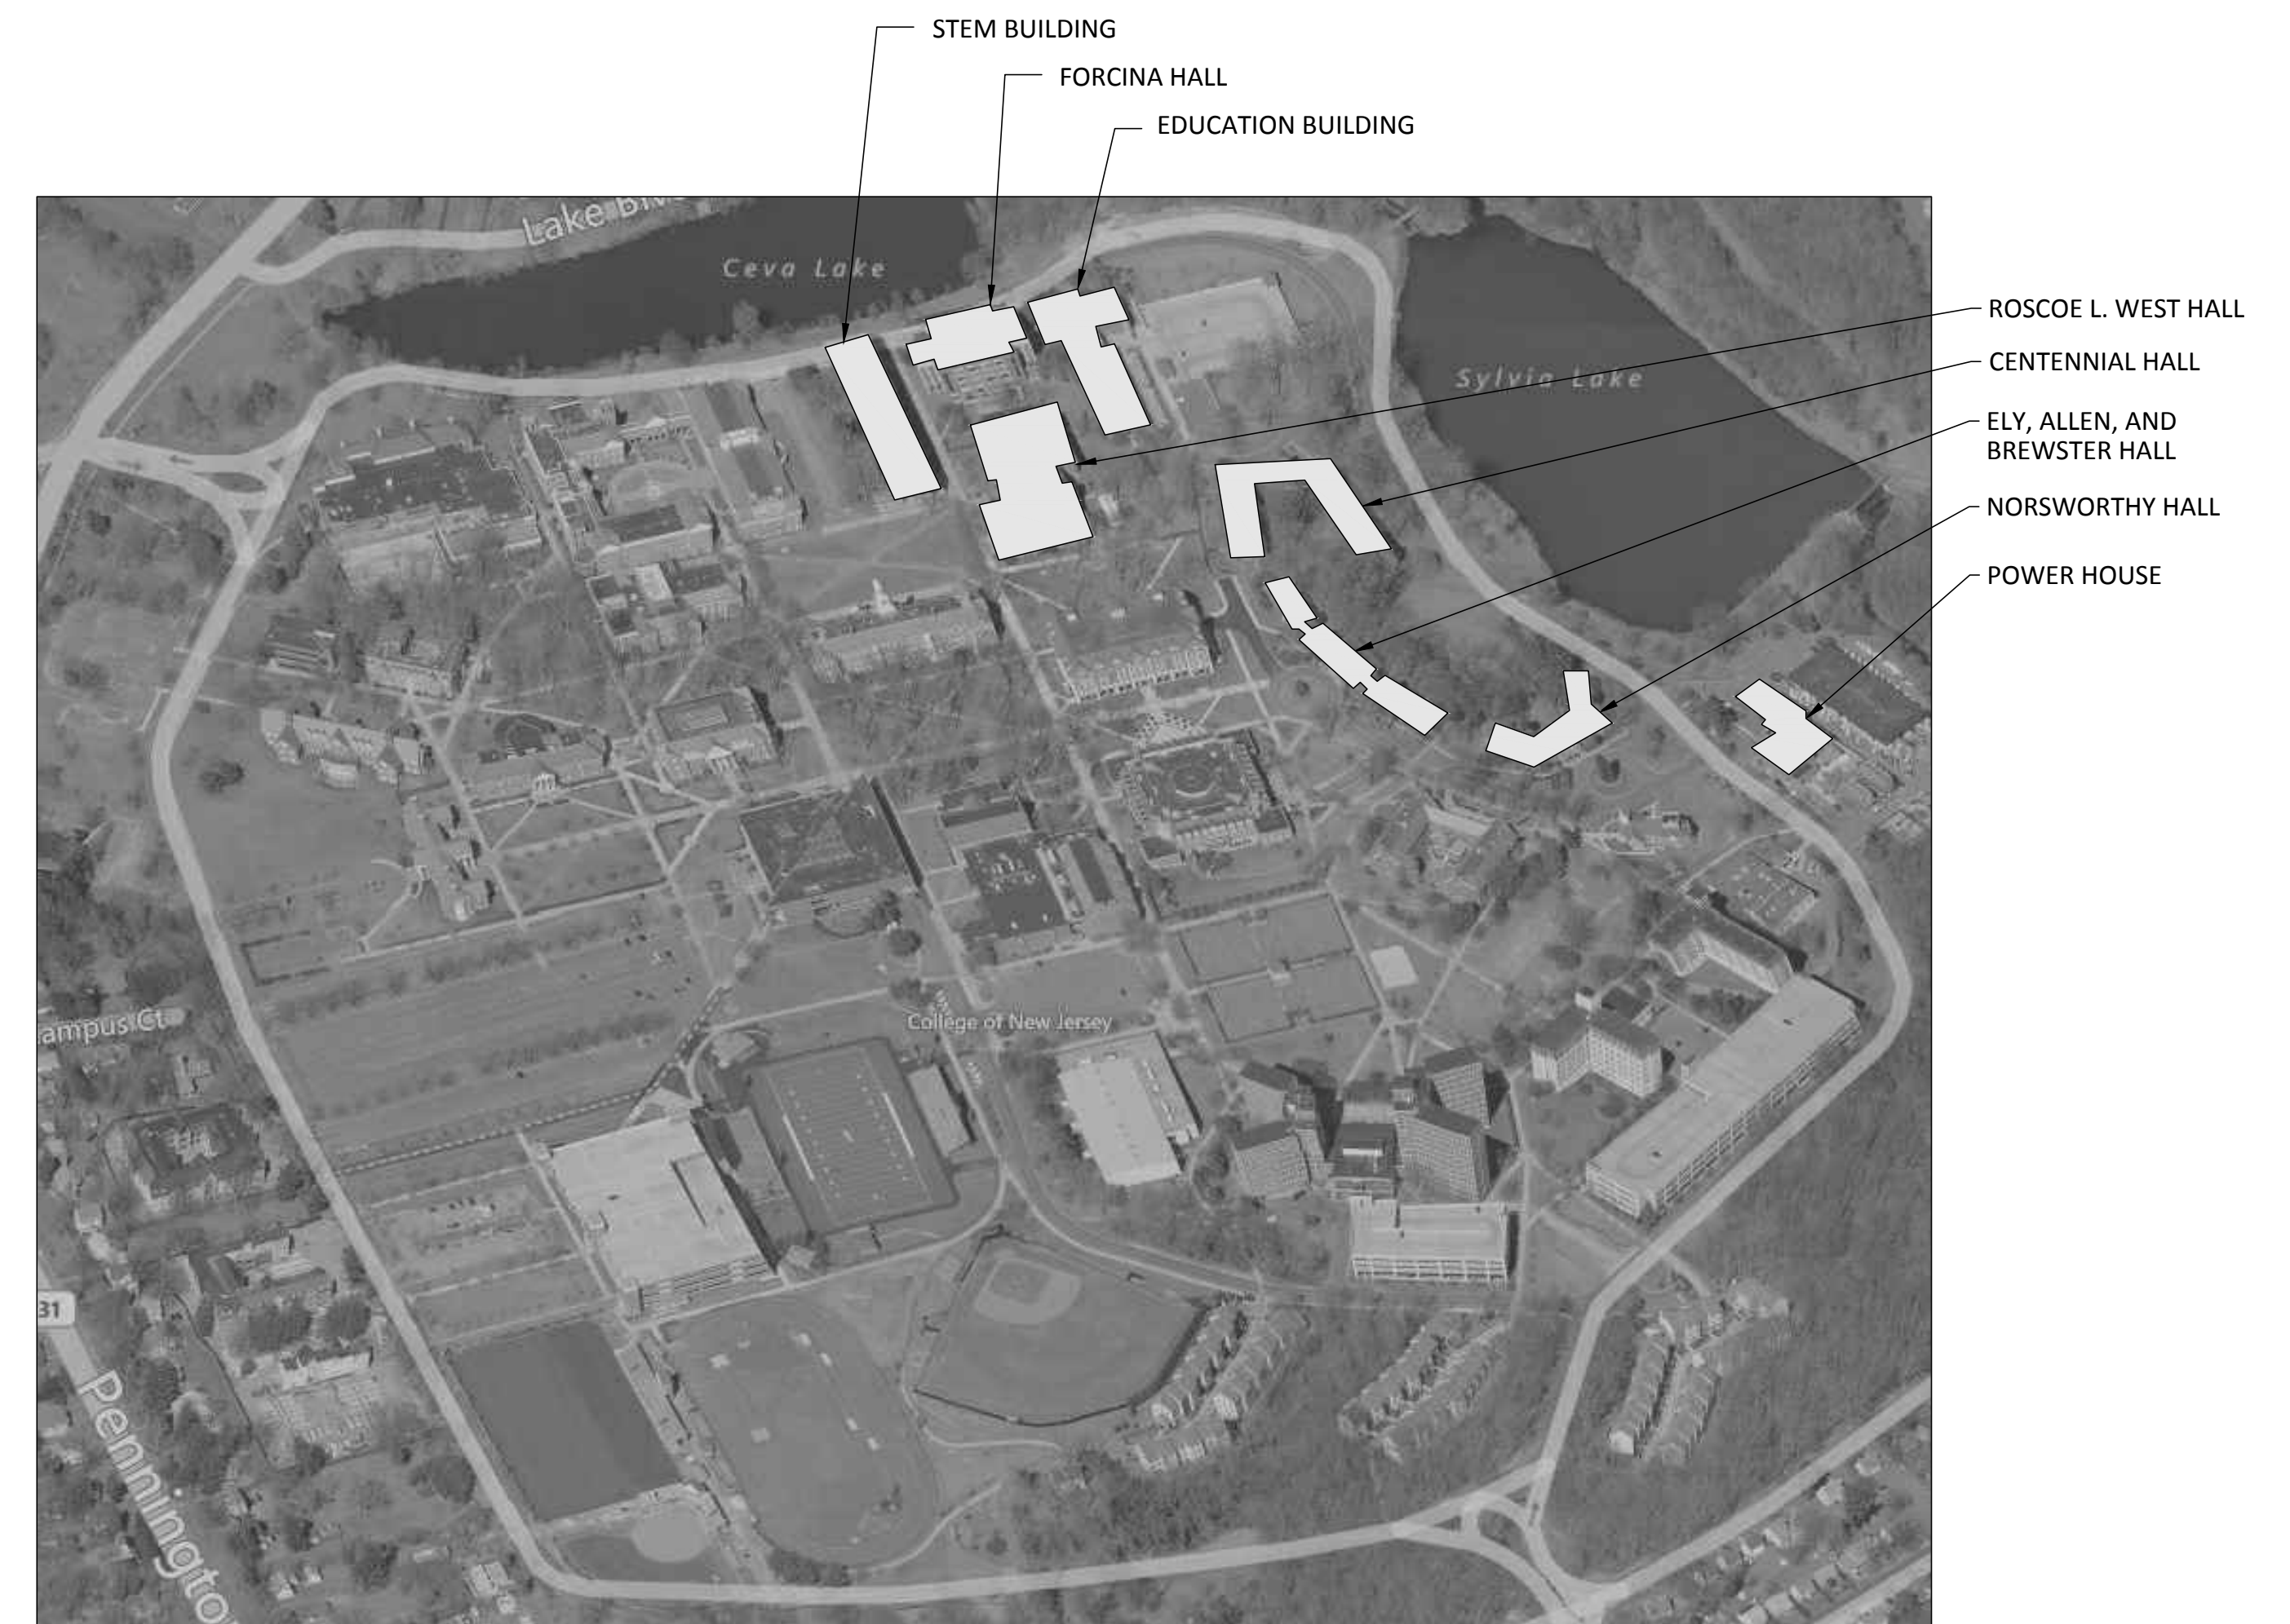 STEM BUILDING
FORCINA HALL
EDUCATION BUILDING
Lake
Ceva Lake
ROSCOE L. WEST HALL
CENTENNIAL HALL
Sylvia Lake
ELY, ALLEN, AND
BREWSTER HALL
NORSWORTHY HALL
POWER HOUSE
College of New Jersey
ampus Ct
31
Pennington